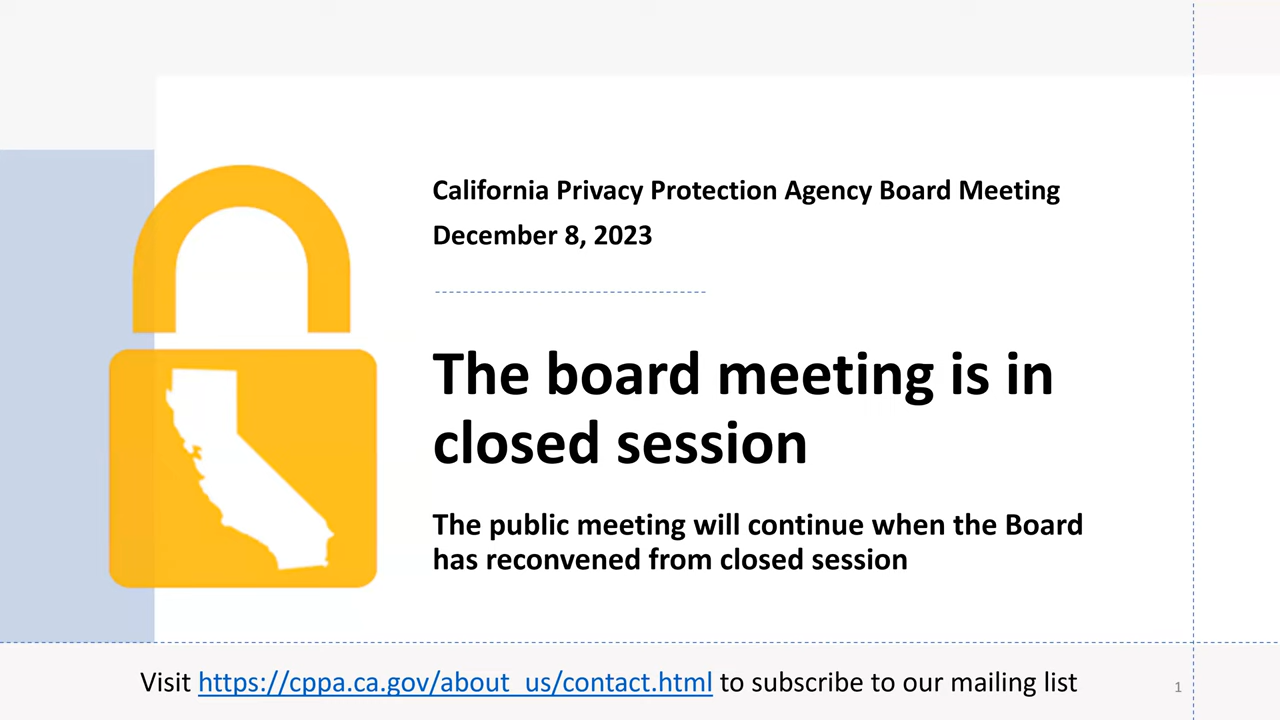 California Privacy Protection Agency Board Meeting
December 8, 2023
The board meeting is in
closed session
The public meeting will continue when the Board
has reconvened from closed session
Visit https://cppa.ca.gov/about_us/contact.html to subscribe to our mailing list
1